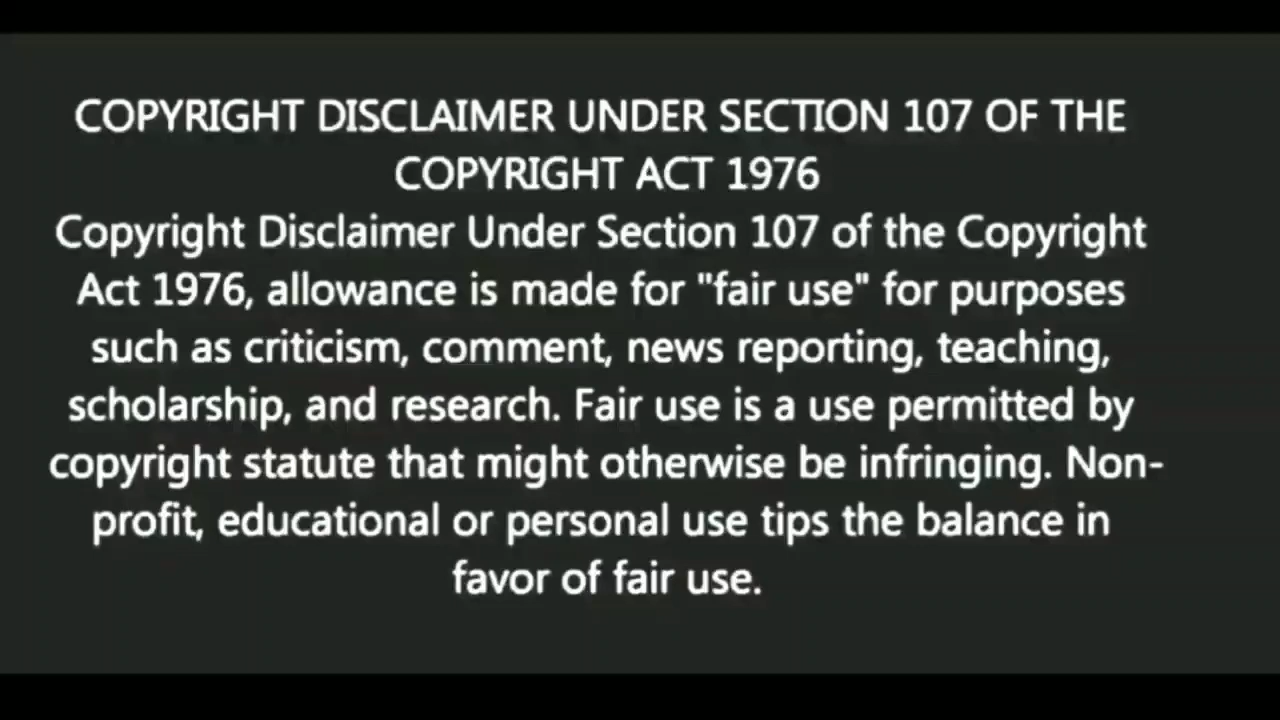 COPYRIGHT DISCLAIMER UNDER SECTION 107 OF THE
COPYRIGHT ACT 1976
Copyright Disclaimer Under Section 107 of the Copyright
Act 1976, allowance is made for "fair use" for purposes
such as criticism, comment, news reporting, teaching,
scholarship, and research. Fair use is a use permitted by
copyright statute that might otherwise be infringing. Non-
profit, educational or personal use tips the balance in
favor of fair use.